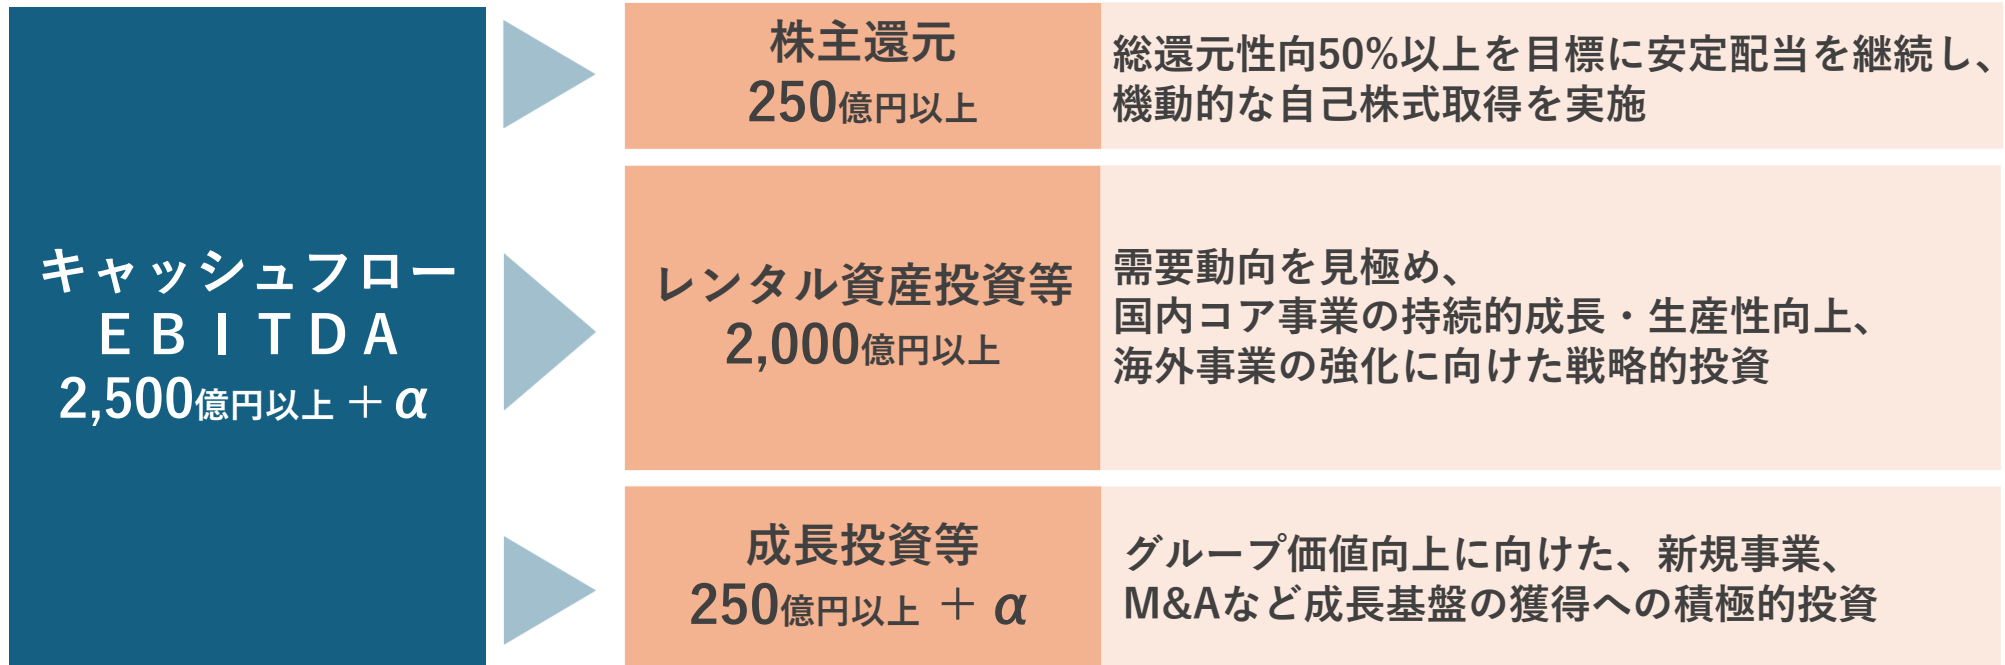 キャッシュフロー
ＥＢＩＴＤＡ
2,500億円以上＋α
株主還元
250億円以上
総還元性向50%以上を目標に安定配当を継続し、
機動的な自己株式取得を実施
レンタル資産投資等
2,000億円以上
需要動向を見極め、
国内コア事業の持続的成長・生産性向上、
海外事業の強化に向けた戦略的投資
成長投資等
250億円以上 ＋ α
グループ価値向上に向けた、新規事業、
M&Aなど成長基盤の獲得への積極的投資